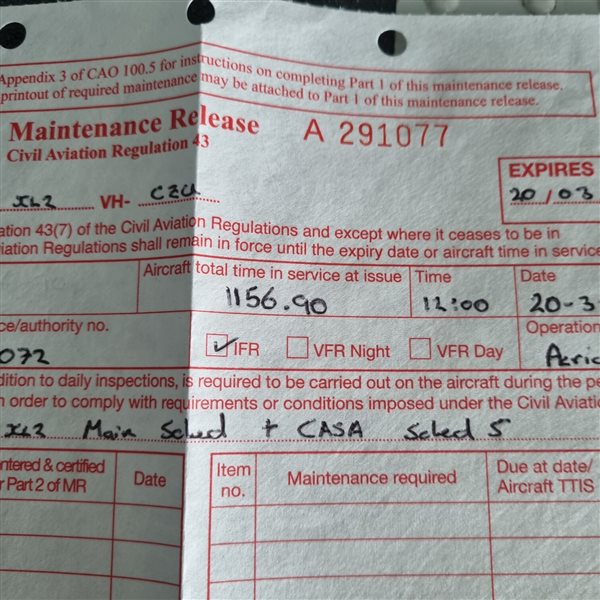 Appendix 3 of CAO 100.5 for instructions on completing Part 1 of this maintenance release.
printout of required maintenance may be attached to Part 1 of this maintenance release.
Maintenance Release A 291077
Civil Aviation Regulation 43
EXPIRES
VH- 20 / 03
ation 43(7) of the Civil Aviation Regulations and except where it ceases to be in
iation Regulations shall remain in force until the expiry date or aircraft time in service
Aircraft total time in service at issue Time Date
1156.90 12:00 20-3
ce/authority no. Operation
072 ✓ IFR VFR Night VFR Day
dition to daily inspections, is required to be carried out on the aircraft during the pe
n order to comply with requirements or conditions imposed under the Civil Aviatio
Main Sched + CASA Sched 5
ntered & certified Date Item Maintenance required Due at date/
r Part 2 of MR no. Aircraft TTIS